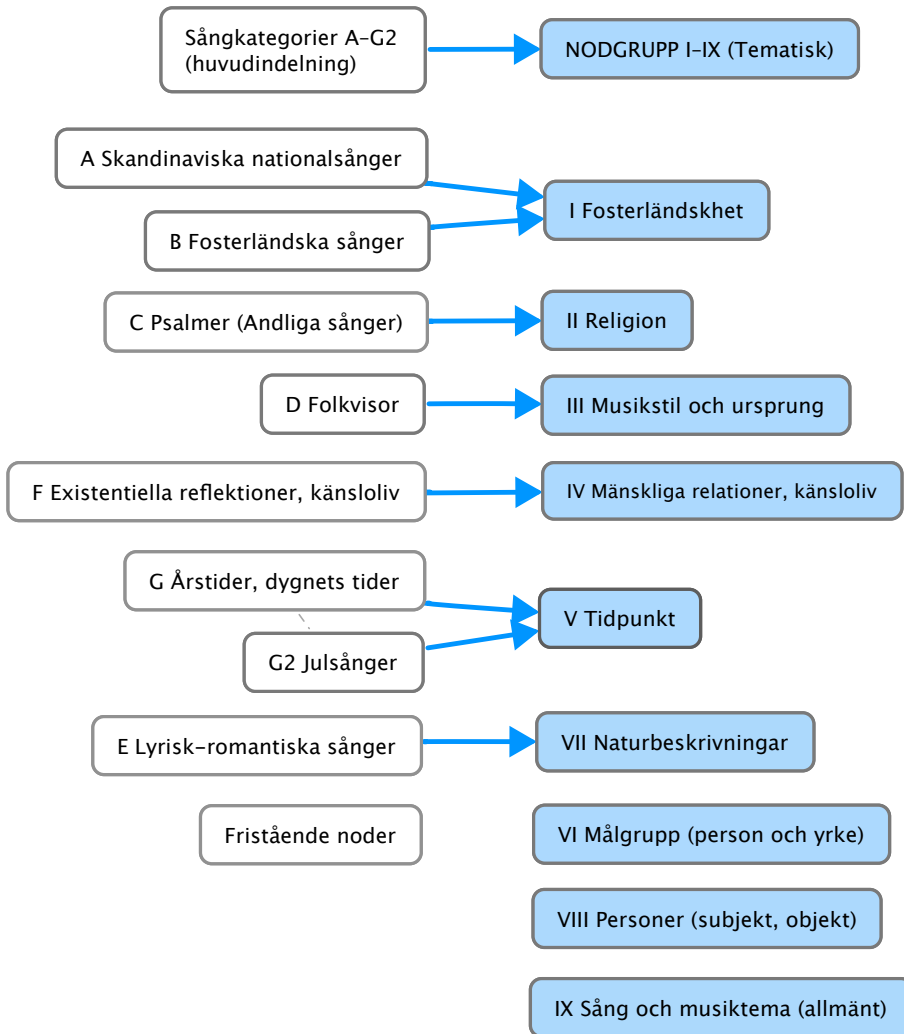 Sångkategorier A–G2
(huvudindelning)
NODGRUPP I–IX (Tematisk)
A Skandinaviska nationalsånger
I Fosterländskhet
B Fosterländska sånger
C Psalmer (Andliga sånger)
II Religion
D Folkvisor
III Musikstil och ursprung
F Existentiella reflektioner, känsloliv
IV Mänskliga relationer, känsloliv
G Årstider, dygnets tider
V Tidpunkt
G2 Julsånger
E Lyrisk–romantiska sånger
VII Naturbeskrivningar
Fristående noder
VI Målgrupp (person och yrke)
VIII Personer (subjekt, objekt)
IX Sång och musiktema (allmänt)